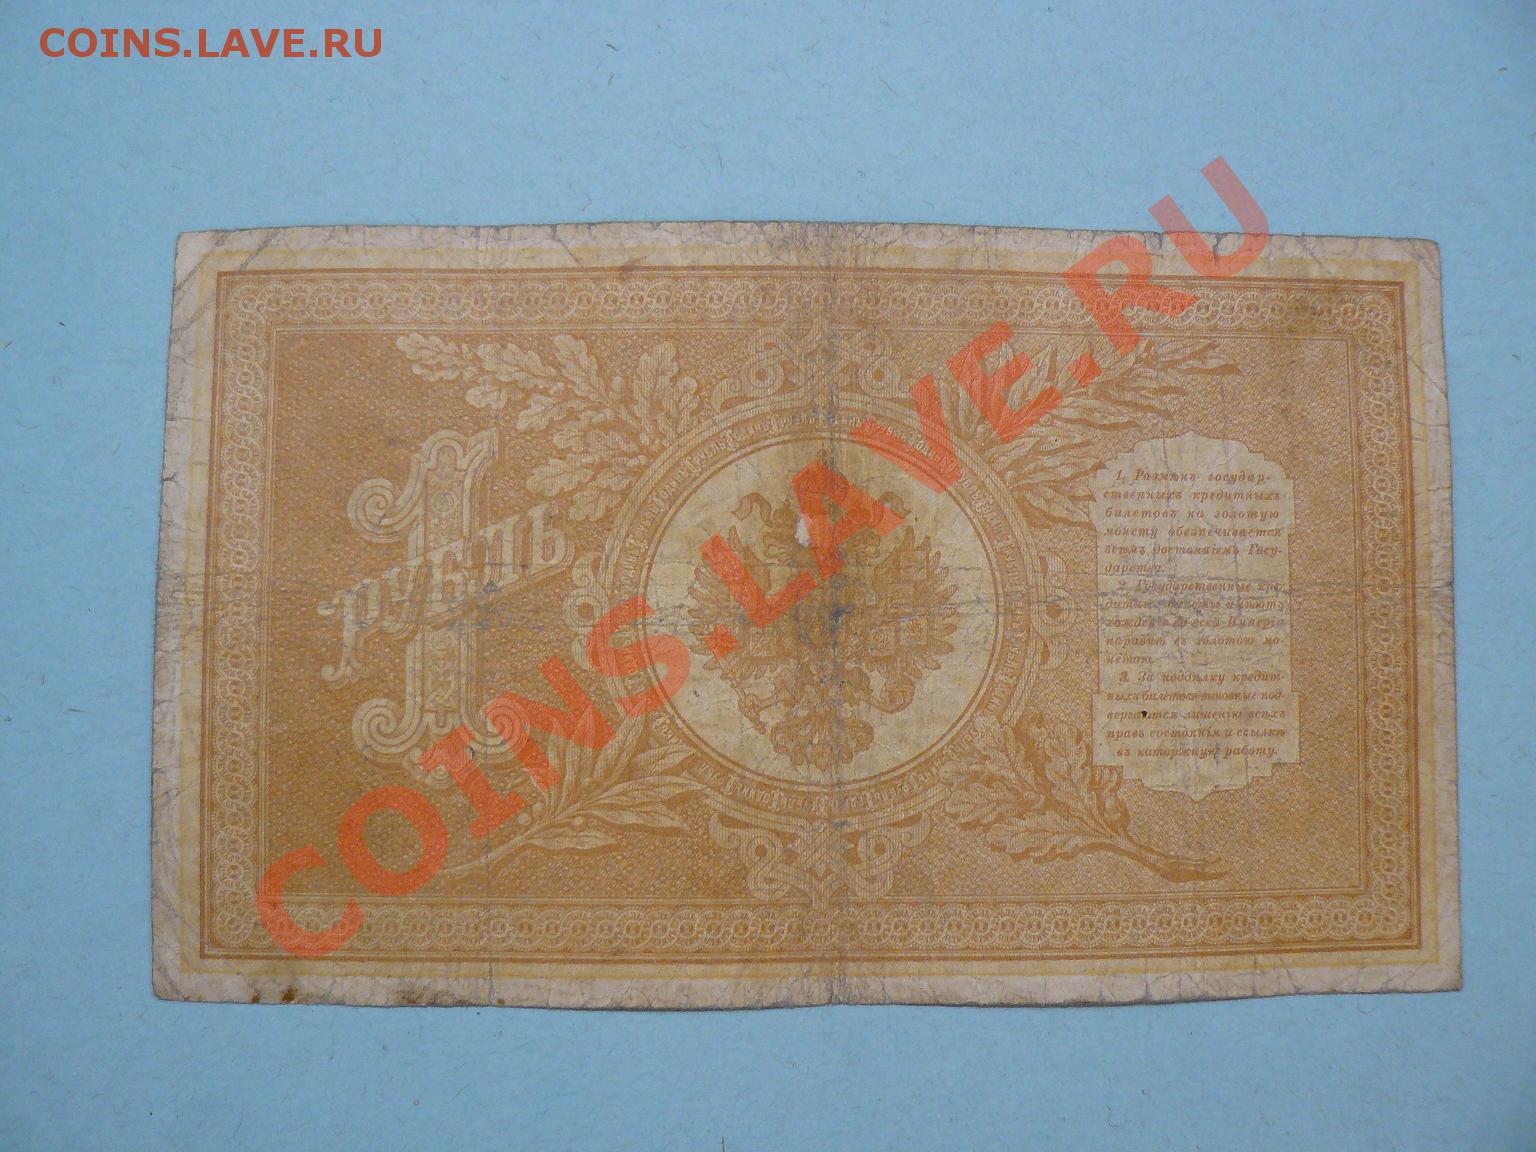 COINS.LAVE.RU
COINS.LAVE.RU
1
РУБЛЬ
1. Размѣнъ государ-
ственныхъ кредитныхъ
билетовъ на золотую
монету обезпечивается
всѣмъ достояніемъ Госу-
дарства.
2. Государственные кре-
дитные билеты имѣютъ
хожденіе во всей Имперіи
наравнѣ съ золотою мо-
нетою.
3. За поддѣлку кредит-
ныхъ билетовъ виновные под-
вергаются лишенію всѣхъ
правъ состоянія и ссылкѣ
въ каторжную работу.